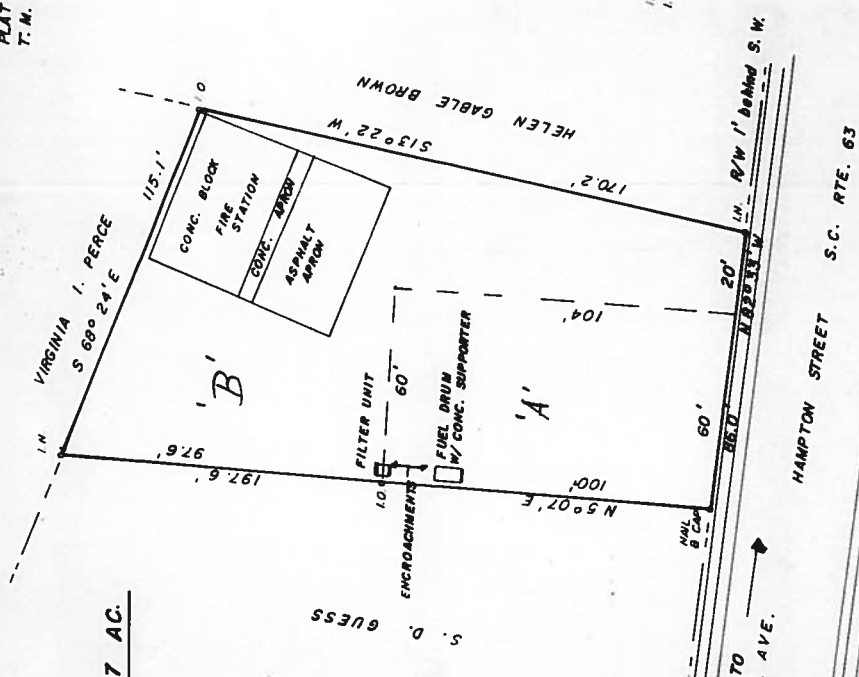 PLAT
T. M.
VIRGINIA I. PERCE
S 68° 24' E
115.1'
I.N.
I.O
HELEN GABLE BROWN
S 13° 22' W
170.2'
CONC. BLOCK
FIRE
STATION
CONC. APRON
ASPHALT
APRON
'B'
97.6'
197.6'
FILTER UNIT
60'
104'
FUEL DRUM
W/ CONC. SUPPORTER
'A'
I.O.
ENCROACHMENTS
N 5° 07' E
100'
S. D. GUESS
7 AC.
NAIL
& CAP
60'
20'
86.0'
N 82° 33' W
I.N.
R/W 1' behind S.W.
HAMPTON STREET S.C. RTE. 63
TO
AVE.